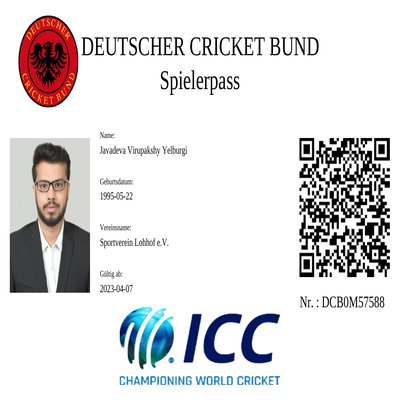 DEUTSCHER
CRICKET BUND
DEUTSCHER CRICKET BUND
Spielerpass
Name:
Javadeva Virupakshy Yelburgi
Geburtsdatum:
1995-05-22
Vereinsname:
Sportverein Lohhof e.V.
Gültig ab:
2023-04-07
Nr. : DCB0M57588
ICC
CHAMPIONING WORLD CRICKET